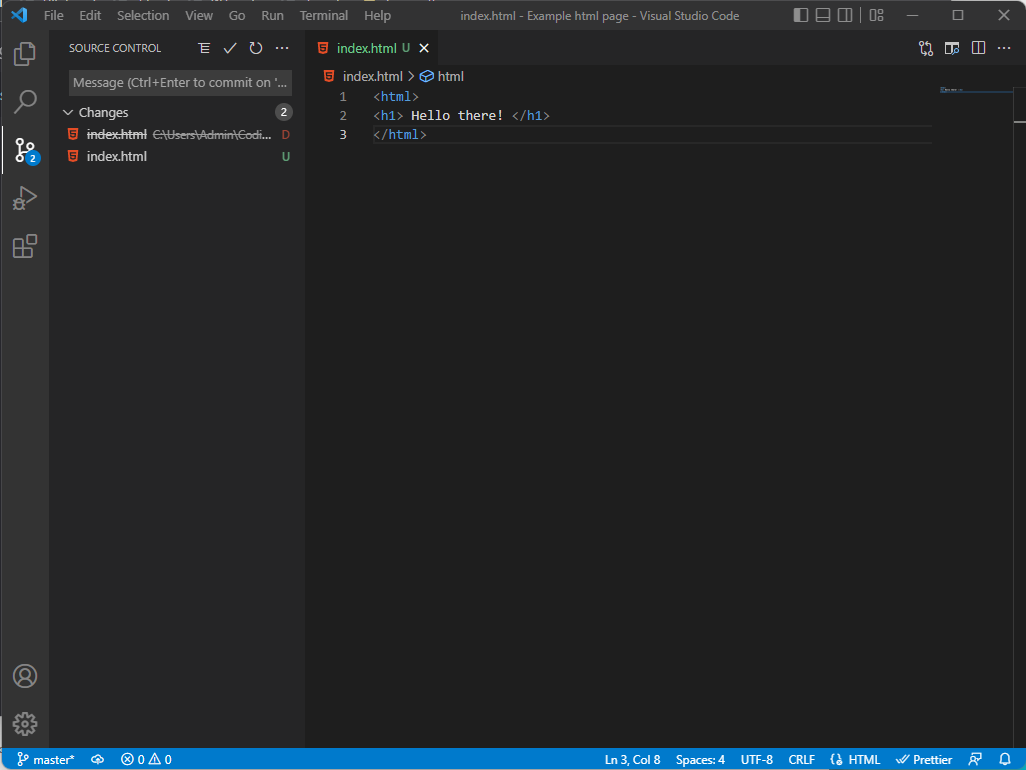 File Edit Selection View Go Run Terminal Help index.html - Example html page - Visual Studio Code
SOURCE CONTROL
index.html U
Message (Ctrl+Enter to commit on '...
index.html > html
Changes 2
index.html C:\Users\Admin\Codi... D
index.html U
1 <html>
2 <h1> Hello there! </h1>
3 </html>
2
master* 0 0 Ln 3, Col 8 Spaces: 4 UTF-8 CRLF HTML Prettier